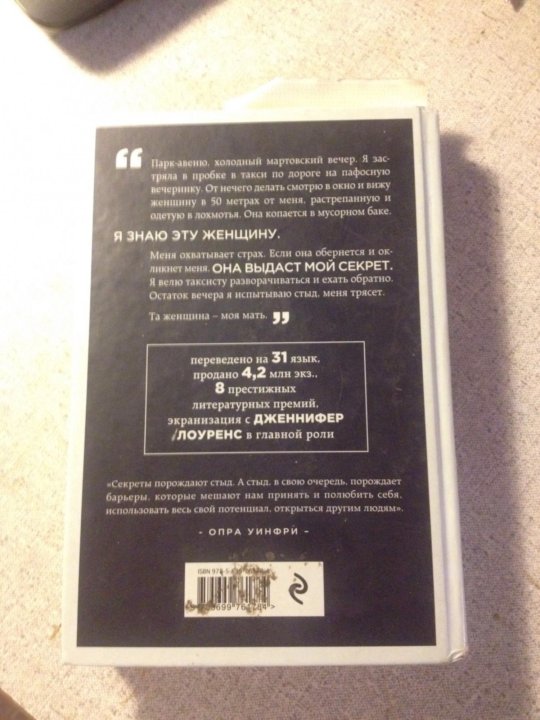 “
Парк-авеню, холодный мартовский вечер. Я зас-
тряла в пробке в такси по дороге на пафосную
вечеринку. От нечего делать смотрю в окно и вижу
женщину в 50 метрах от меня, растрепанную и
одетую в лохмотья. Она копается в мусорном баке.
Я ЗНАЮ ЭТУ ЖЕНЩИНУ.
Меня охватывает страх. Если она обернется и ок-
ликнет меня, ОНА ВЫДАСТ МОЙ СЕКРЕТ.
Я велю таксисту разворачиваться и ехать обратно.
Остаток вечера я испытываю стыд, меня трясет.
Та женщина – моя мать. ”
переведено на 31 язык,
продано 4,2 млн экз.,
8 престижных
литературных премий,
экранизация с ДЖЕННИФЕР
ЛОУРЕНС в главной роли
«Секреты порождают стыд. А стыд, в свою очередь, порождает
барьеры, которые мешают нам принять и полюбить себя,
использовать весь свой потенциал, открыться другим людям».
- ОПРА УИНФРИ -
ISBN